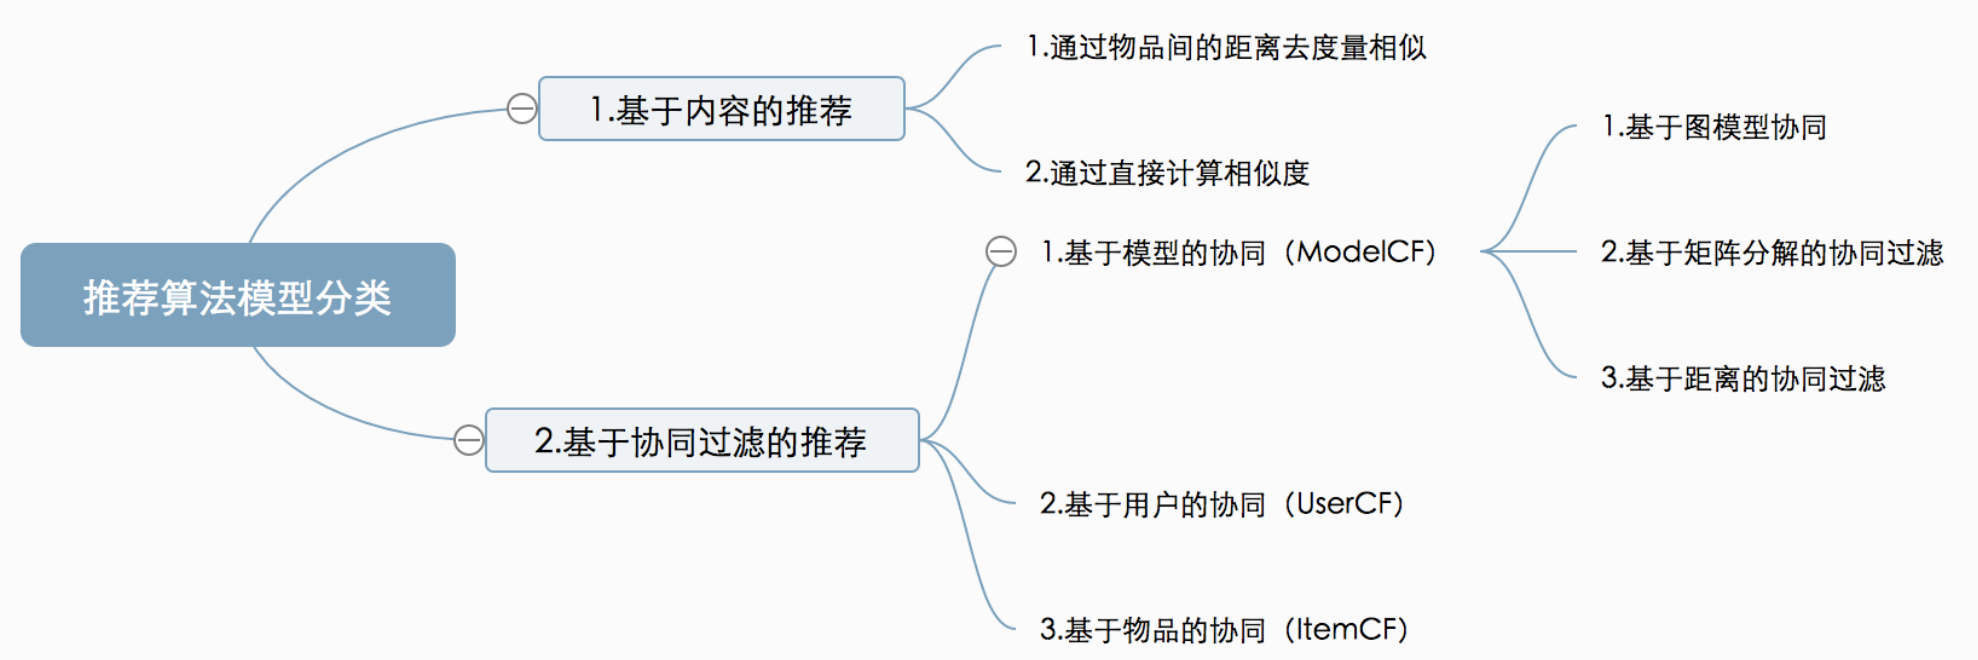 推荐算法模型分类
1.基于内容的推荐
1.通过物品间的距离去度量相似
2.通过直接计算相似度
2.基于协同过滤的推荐
1.基于模型的协同（ModelCF）
1.基于图模型协同
2.基于矩阵分解的协同过滤
3.基于距离的协同过滤
2.基于用户的协同（UserCF）
3.基于物品的协同（ItemCF）